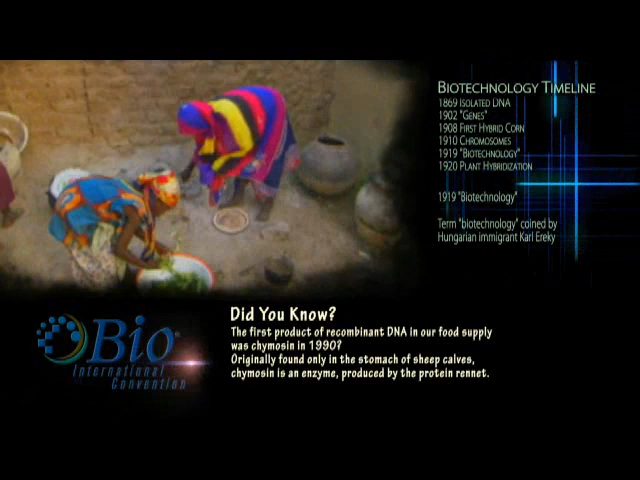 BIOTECHNOLOGY TIMELINE
1869 ISOLATED DNA
1902 "GENES"
1908 FIRST HYBRID CORN
1910 CHROMOSOMES
1919 "BIOTECHNOLOGY"
1920 PLANT HYBRIDIZATION
1919 "Biotechnology"
Term "biotechnology" coined by
Hungarian immigrant Karl Ereky
Did You Know?
The first product of recombinant DNA in our food supply
was chymosin in 1990?
Originally found only in the stomach of sheep calves,
chymosin is an enzyme, produced by the protein rennet.
Bio
International
Convention